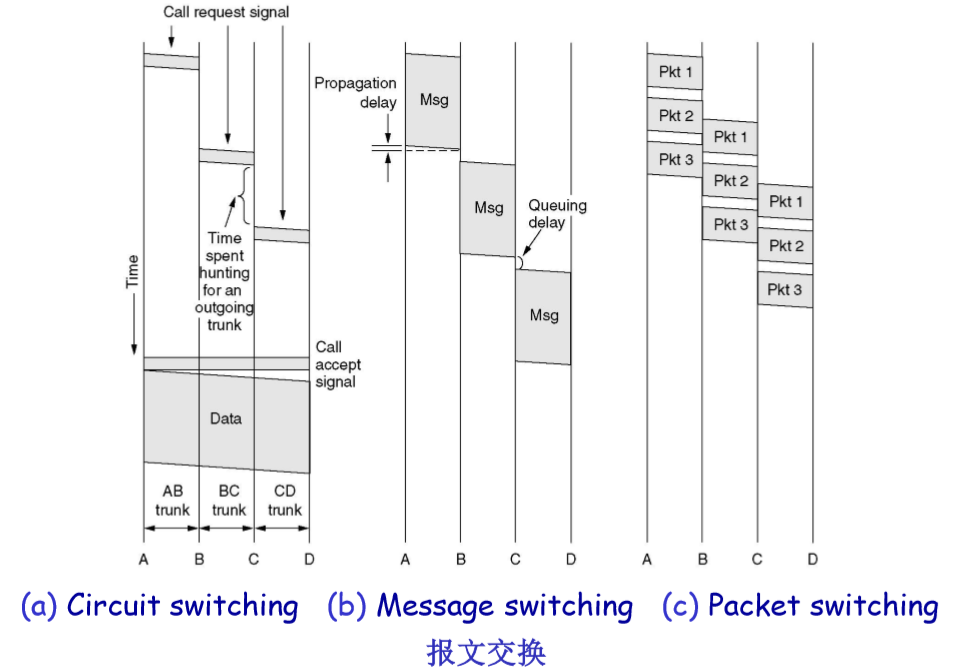 Call request signal
Time
Time
spent
hunting
for an
outgoing
trunk
Call
accept
signal
Data
AB
trunk
BC
trunk
CD
trunk
A
B
C
D
Propagation
delay
Msg
Msg
Queuing
delay
Msg
A
B
C
D
Pkt 1
Pkt 2
Pkt 3
Pkt 1
Pkt 2
Pkt 3
Pkt 1
Pkt 2
Pkt 3
A
B
C
D
(a) Circuit switching
(b) Message switching
(c) Packet switching
报文交换